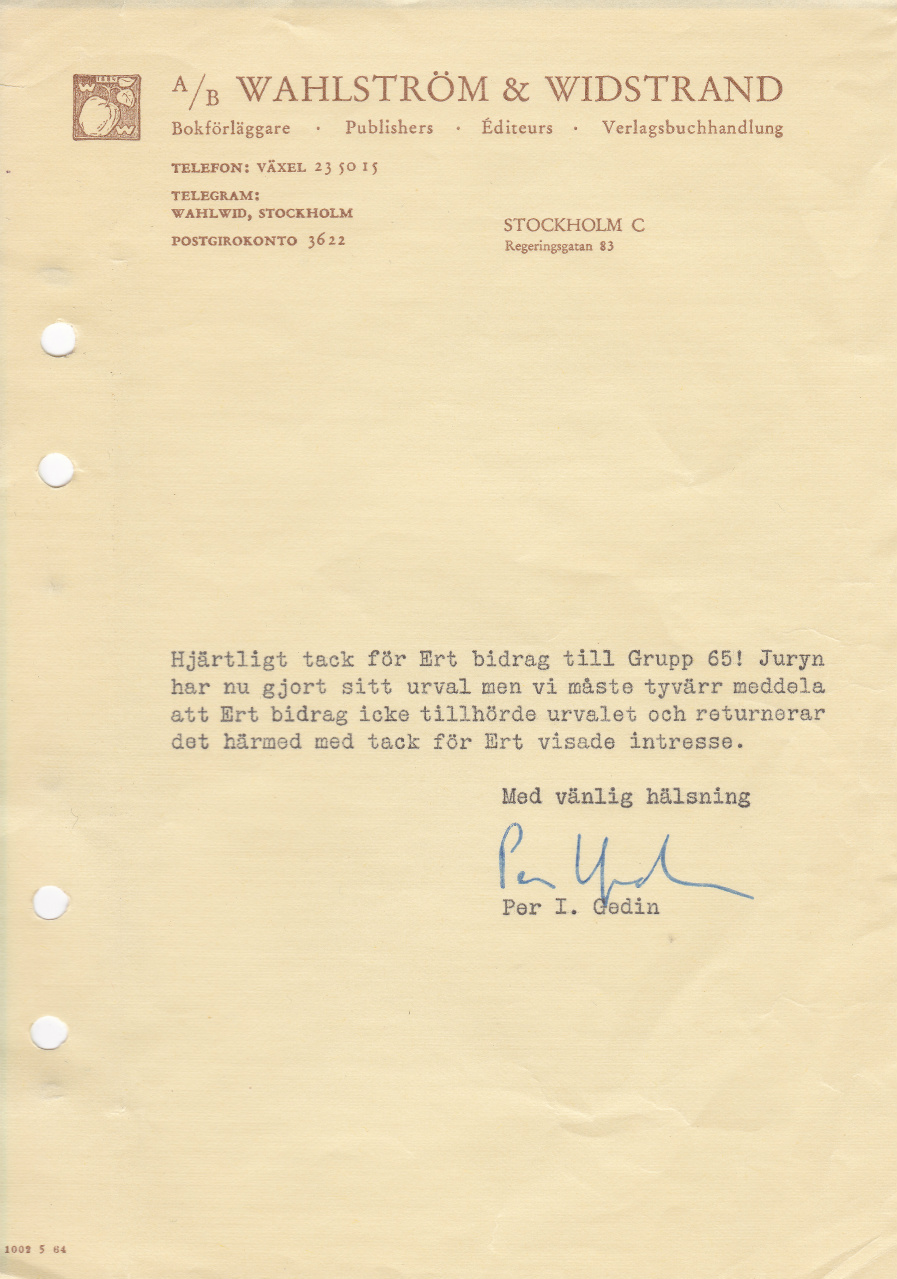 W 1884 W
A/B WAHLSTRÖM & WIDSTRAND
Bokförläggare · Publishers · Éditeurs · Verlagsbuchhandlung
TELEFON: VÄXEL 23 50 15
TELEGRAM:
WAHLWID, STOCKHOLM
POSTGIROKONTO 3622
STOCKHOLM C
Regeringsgatan 83
Hjärtligt tack för Ert bidrag till Grupp 65! Juryn
har nu gjort sitt urval men vi måste tyvärr meddela
att Ert bidrag icke tillhörde urvalet och returnerar
det härmed med tack för Ert visade intresse.
Med vänlig hälsning
Per Gedin
Per I. Gedin
1002 5 64